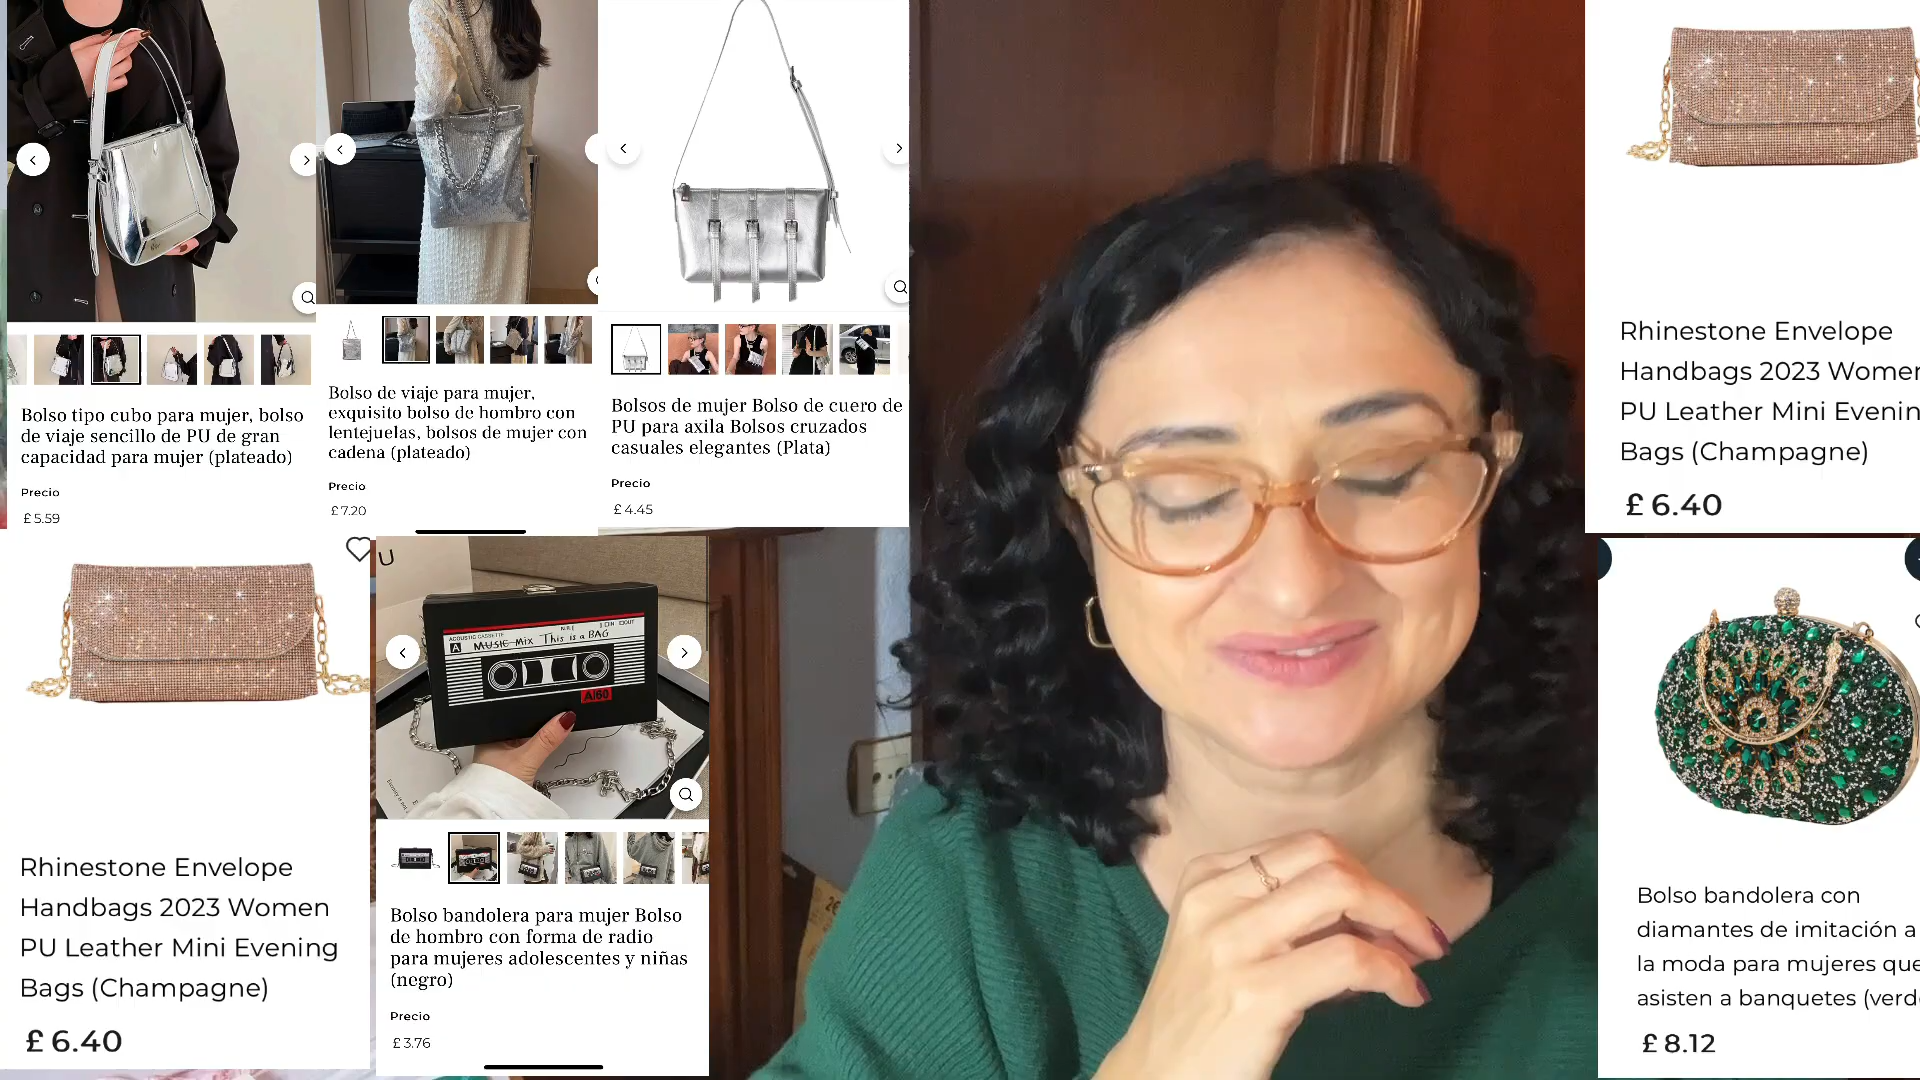 Bolso tipo cubo para mujer, bolso
de viaje sencillo de PU de gran
capacidad para mujer (plateado)
Precio
£5.59
Bolso de viaje para mujer,
exquisito bolso de hombro con
lentejuelas, bolsos de mujer con
cadena (plateado)
Precio
£7.20
Bolsos de mujer Bolso de cuero de
PU para axila Bolsos cruzados
casuales elegantes (Plata)
Precio
£4.45
Rhinestone Envelope
Handbags 2023 Women
PU Leather Mini Evenin
Bags (Champagne)
£6.40
Rhinestone Envelope
Handbags 2023 Women
PU Leather Mini Evening
Bags (Champagne)
£6.40
U
ACOUSTIC CASSETTE
A MUSIC Mix This is a BAG
A160
Bolso bandolera para mujer Bolso
de hombro con forma de radio
para mujeres adolescentes y niñas
(negro)
Precio
£3.76
Bolso bandolera con
diamantes de imitación a
la moda para mujeres que
asisten a banquetes (verd
£8.12